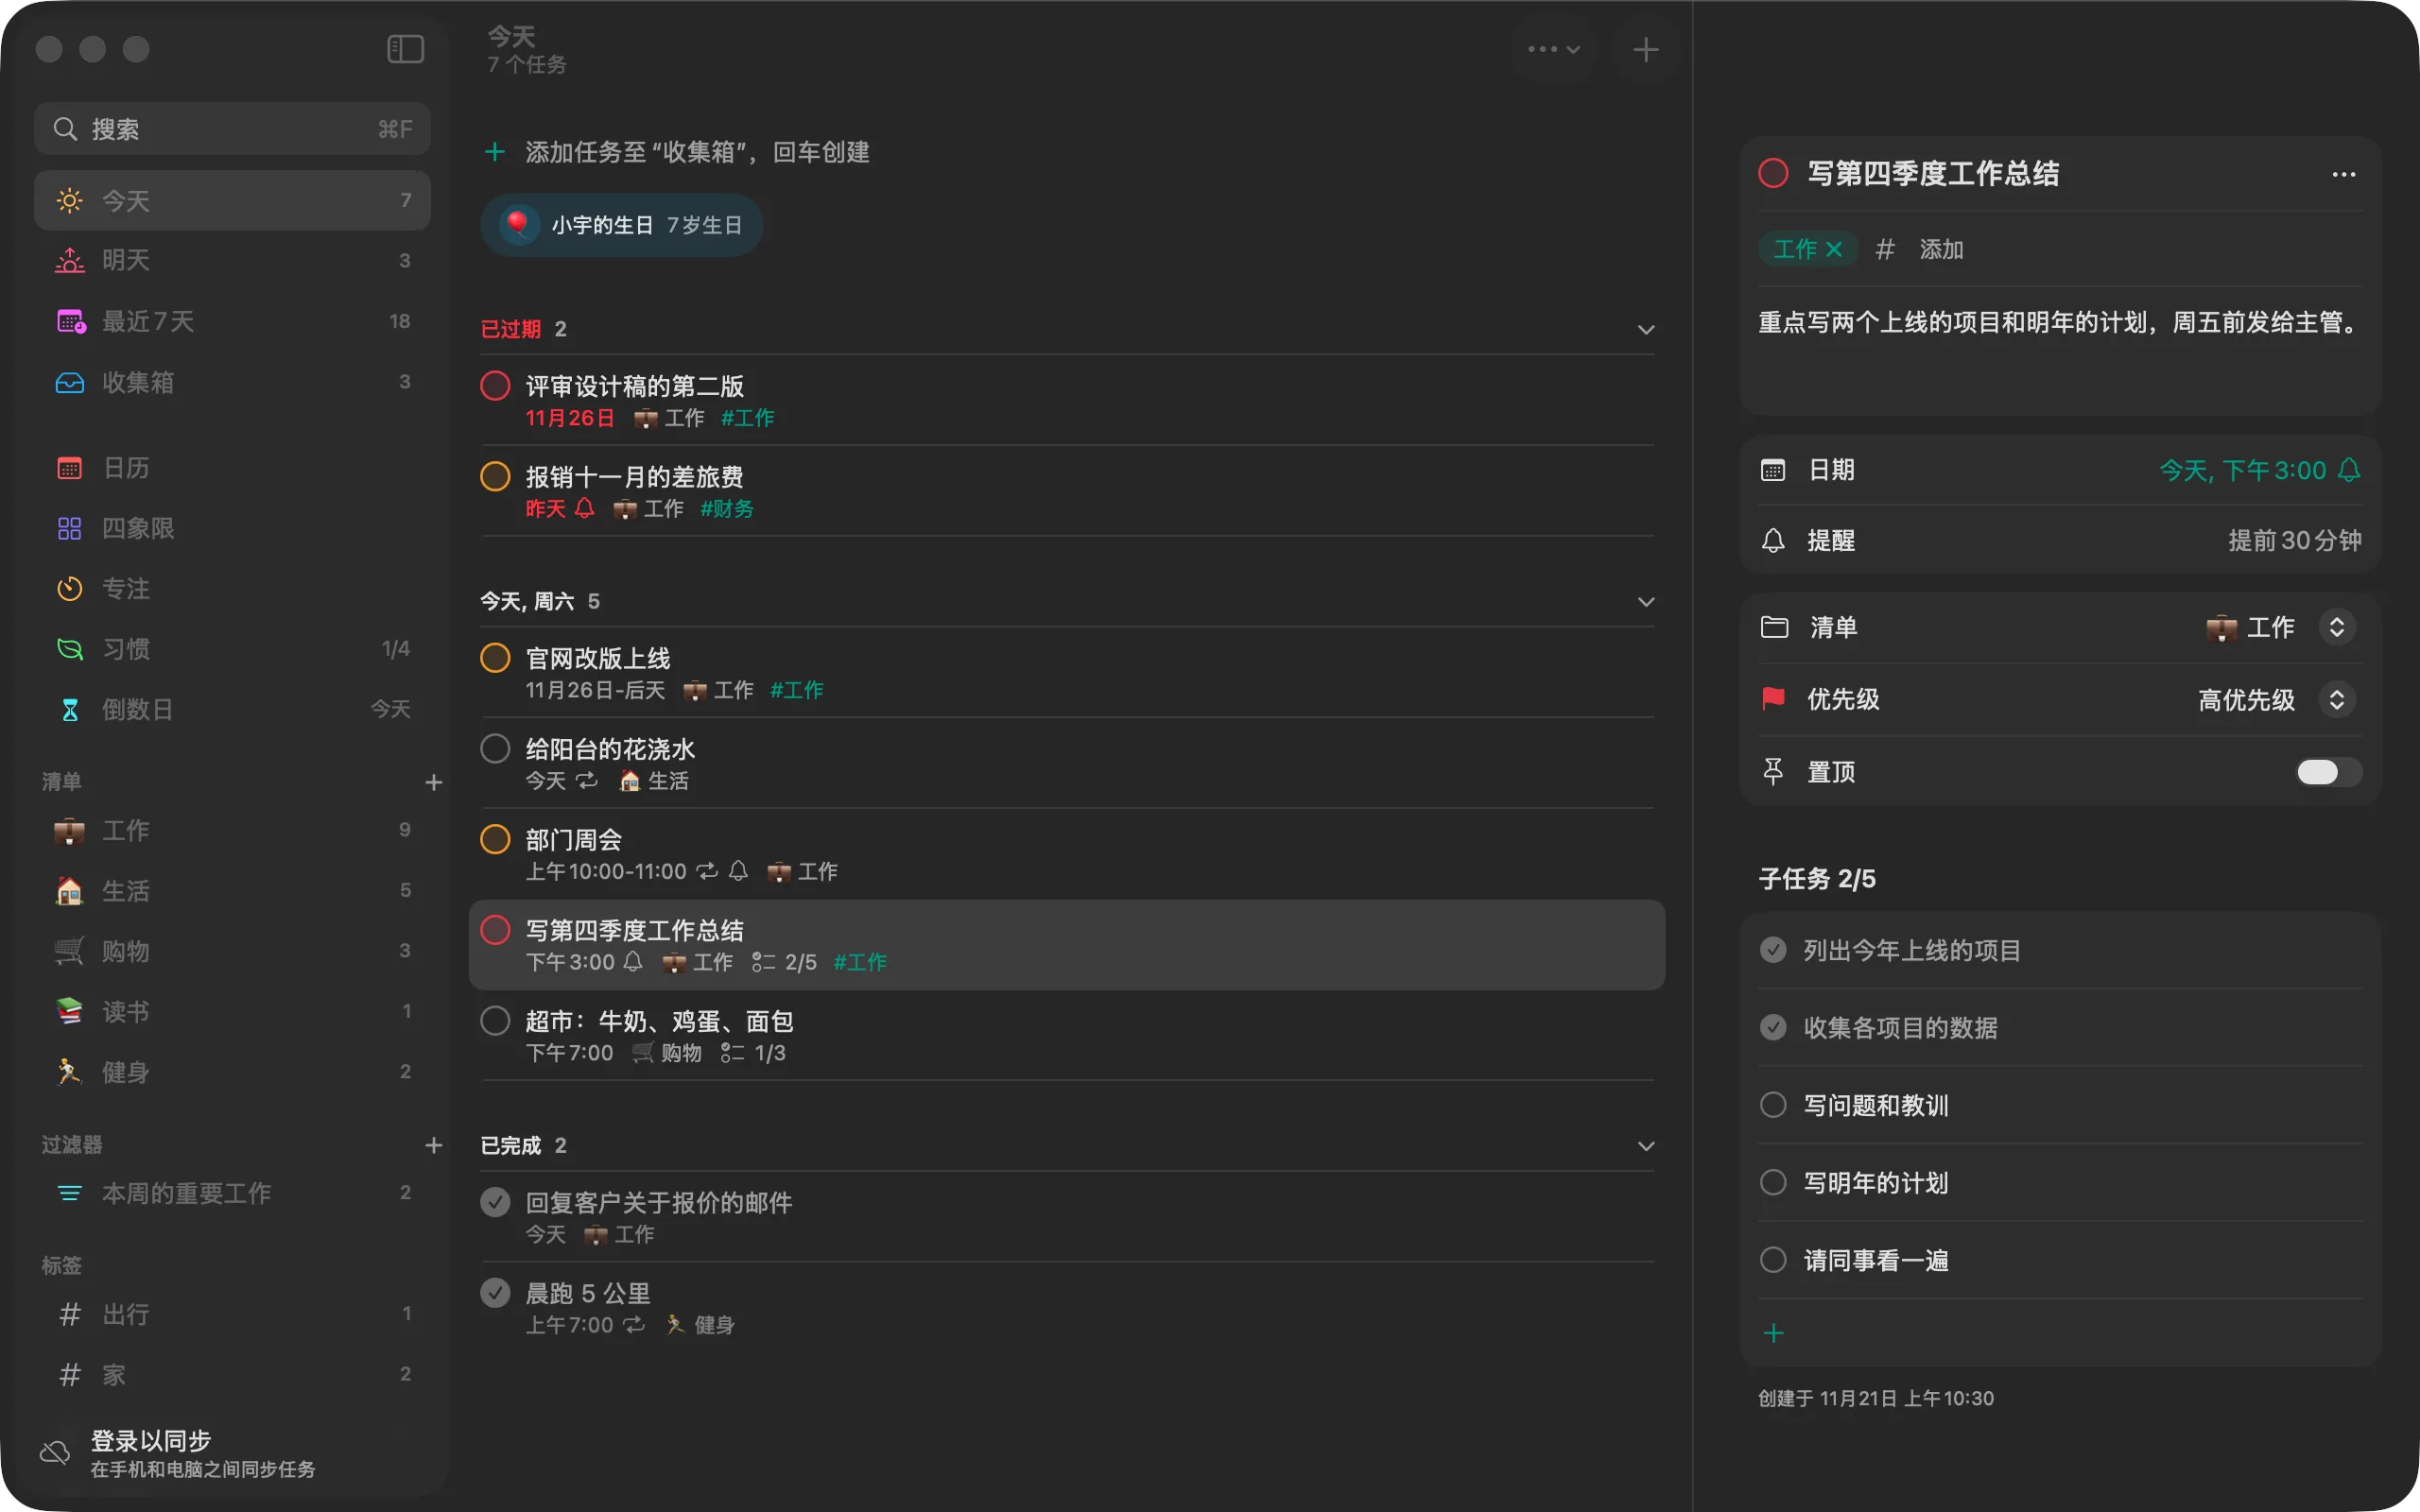 搜索 ⌘F
今天 7
明天 3
最近 7 天 18
收集箱 3
日历
四象限
专注
习惯 1/4
倒数日 今天
清单
工作 9
生活 5
购物 3
读书 1
健身 2
过滤器
本周的重要工作 2
标签
# 出行 1
# 家 2
登录以同步
在手机和电脑之间同步任务
今天
7 个任务
添加任务至“收集箱”，回车创建
小宇的生日 7岁生日
已过期 2
评审设计稿的第二版
11月26日 工作 #工作
报销十一月的差旅费
昨天 工作 #财务
今天, 周六 5
官网改版上线
11月26日-后天 工作 #工作
给阳台的花浇水
今天 生活
部门周会
上午10:00-11:00 工作
写第四季度工作总结
下午3:00 工作 2/5 #工作
超市：牛奶、鸡蛋、面包
下午7:00 购物 1/3
已完成 2
回复客户关于报价的邮件
今天 工作
晨跑 5 公里
上午7:00 健身
写第四季度工作总结
工作 # 添加
重点写两个上线的项目和明年的计划，周五前发给主管。
日期 今天, 下午3:00
提醒 提前30分钟
清单 工作
优先级 高优先级
置顶
子任务 2/5
列出今年上线的项目
收集各项目的数据
写问题和教训
写明年的计划
请同事看一遍
创建于 11月21日 上午10:30